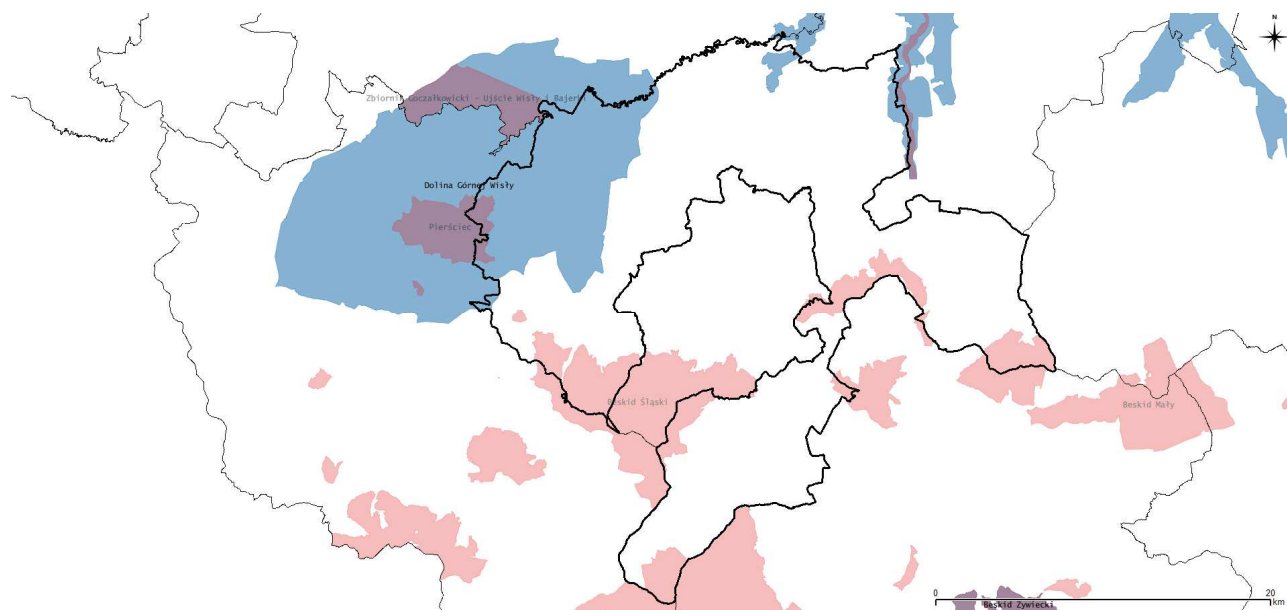 N
Zbiornik Goczałkowicki - Ujście Wisły i Bajerki
Dolina Górnej Wisły
Pierściec
Beskid Śląski
Beskid Mały
0
20
km
Beskid Żywiecki